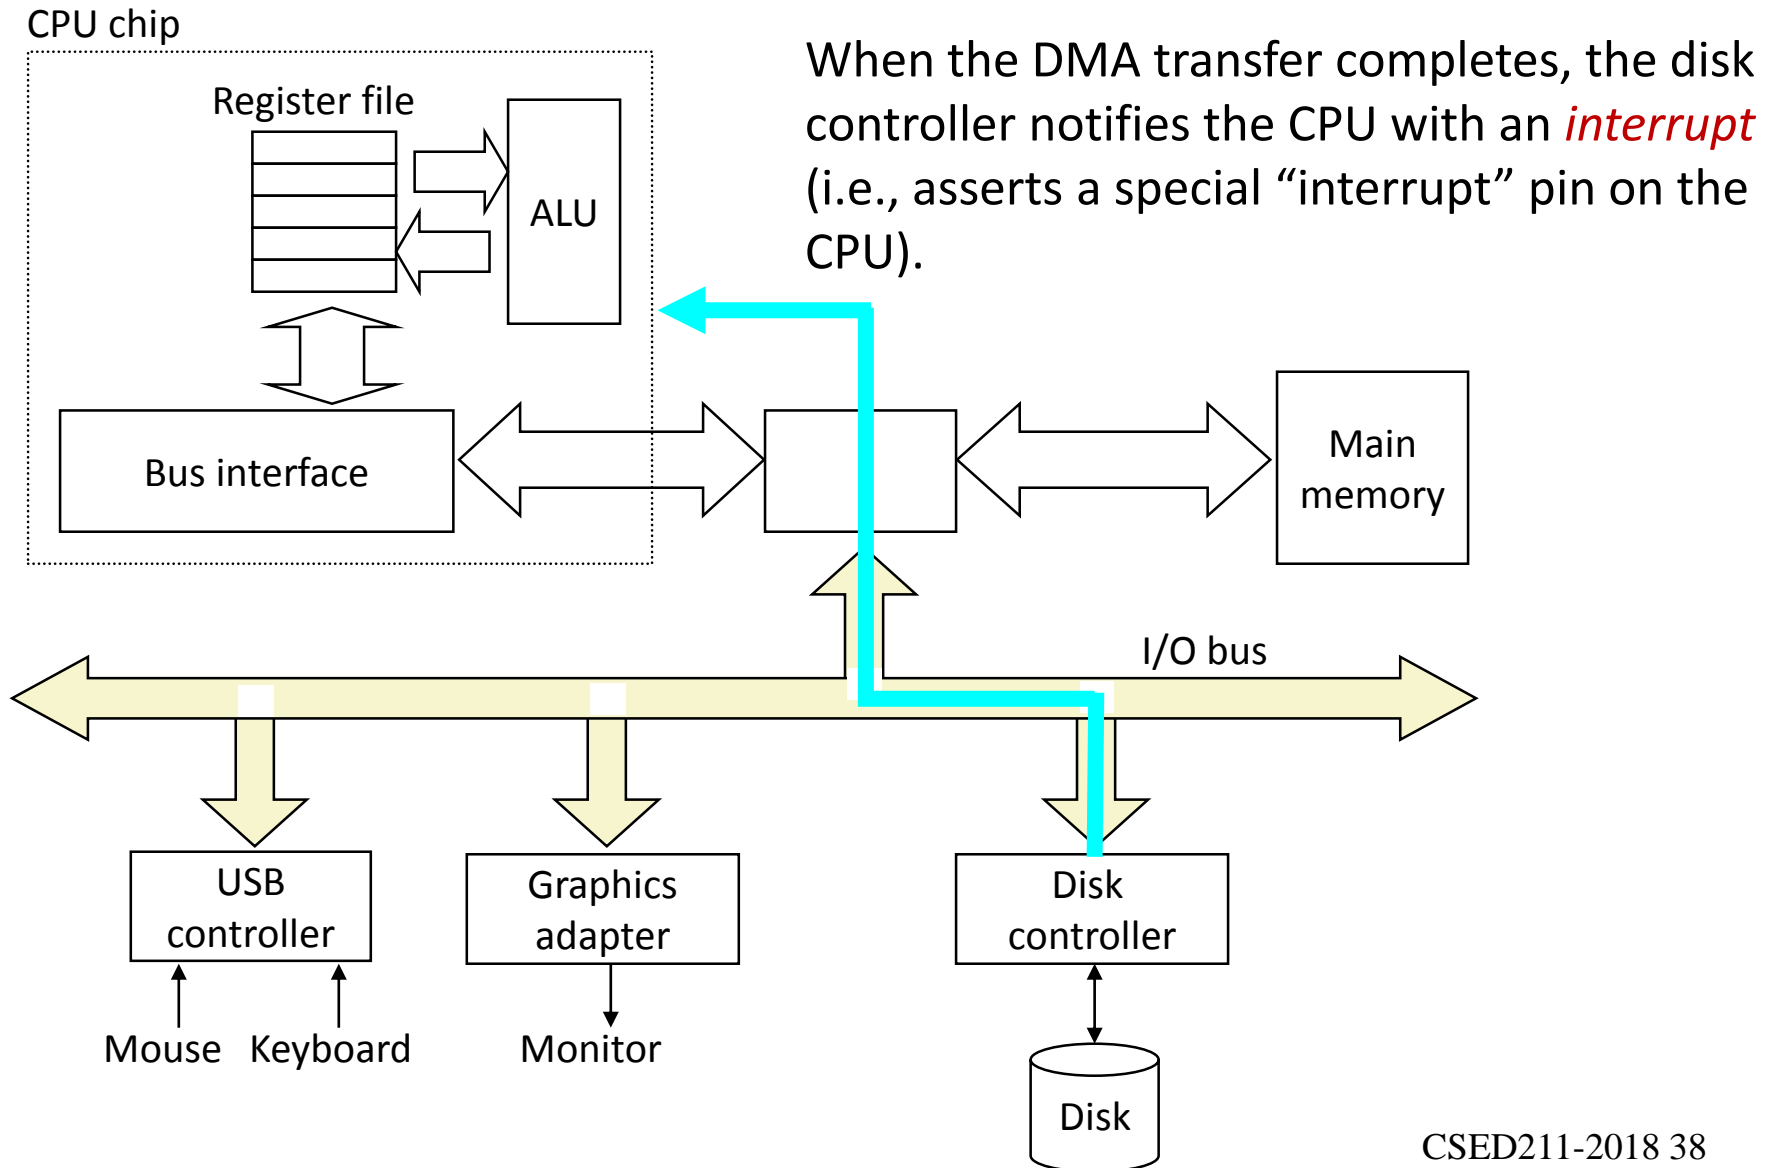 CPU chip
When the DMA transfer completes, the disk
controller notifies the CPU with an interrupt
(i.e., asserts a special “interrupt” pin on the
CPU).
Register file
ALU
Bus interface
Main
memory
I/O bus
USB
controller
Graphics
adapter
Disk
controller
Mouse
Keyboard
Monitor
Disk
CSED211-2018 38